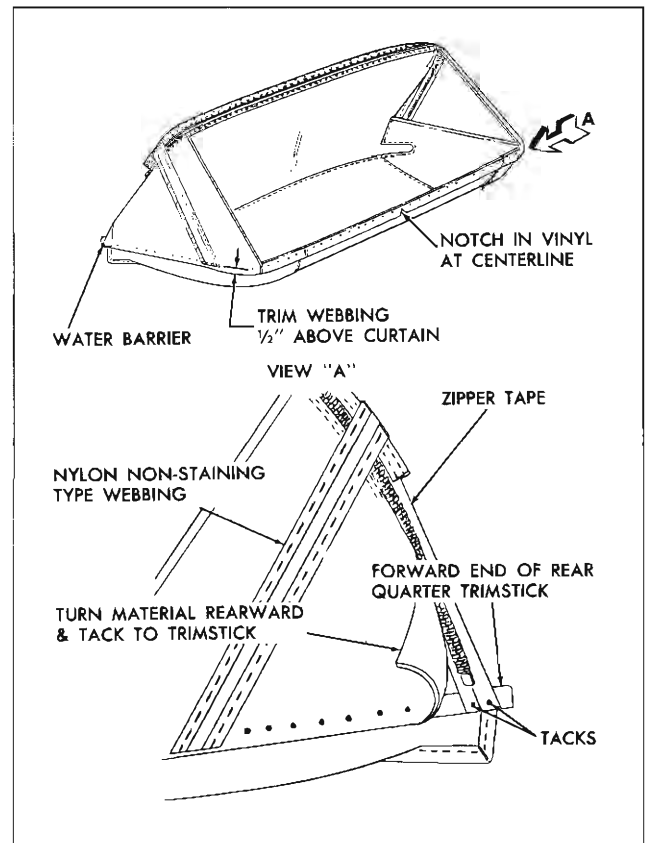 A
NOTCH IN VINYL
AT CENTERLINE
TRIM WEBBING
½" ABOVE CURTAIN
WATER BARRIER
VIEW "A"
ZIPPER TAPE
NYLON NON-STAINING
TYPE WEBBING
FORWARD END OF REAR
QUARTER TRIMSTICK
TURN MATERIAL REARWARD
& TACK TO TRIMSTICK
TACKS